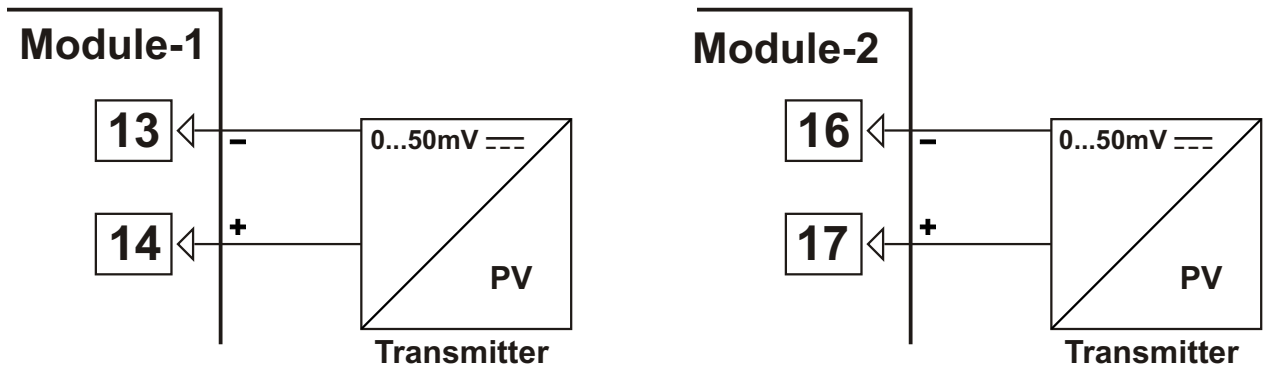 Module-1
13
-
0...50mV
14
+
PV
Transmitter
Module-2
16
-
0...50mV
17
+
PV
Transmitter